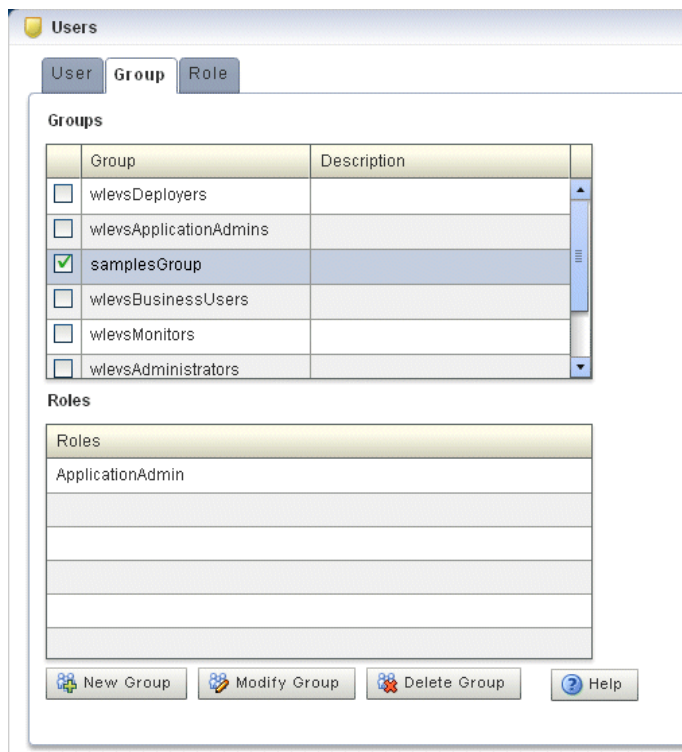 Users
User Group Role
Groups
Group Description
wlevsDeployers
wlevsApplicationAdmins
samplesGroup
wlevsBusinessUsers
wlevsMonitors
wlevsAdministrators
Roles
Roles
ApplicationAdmin
New Group Modify Group Delete Group Help